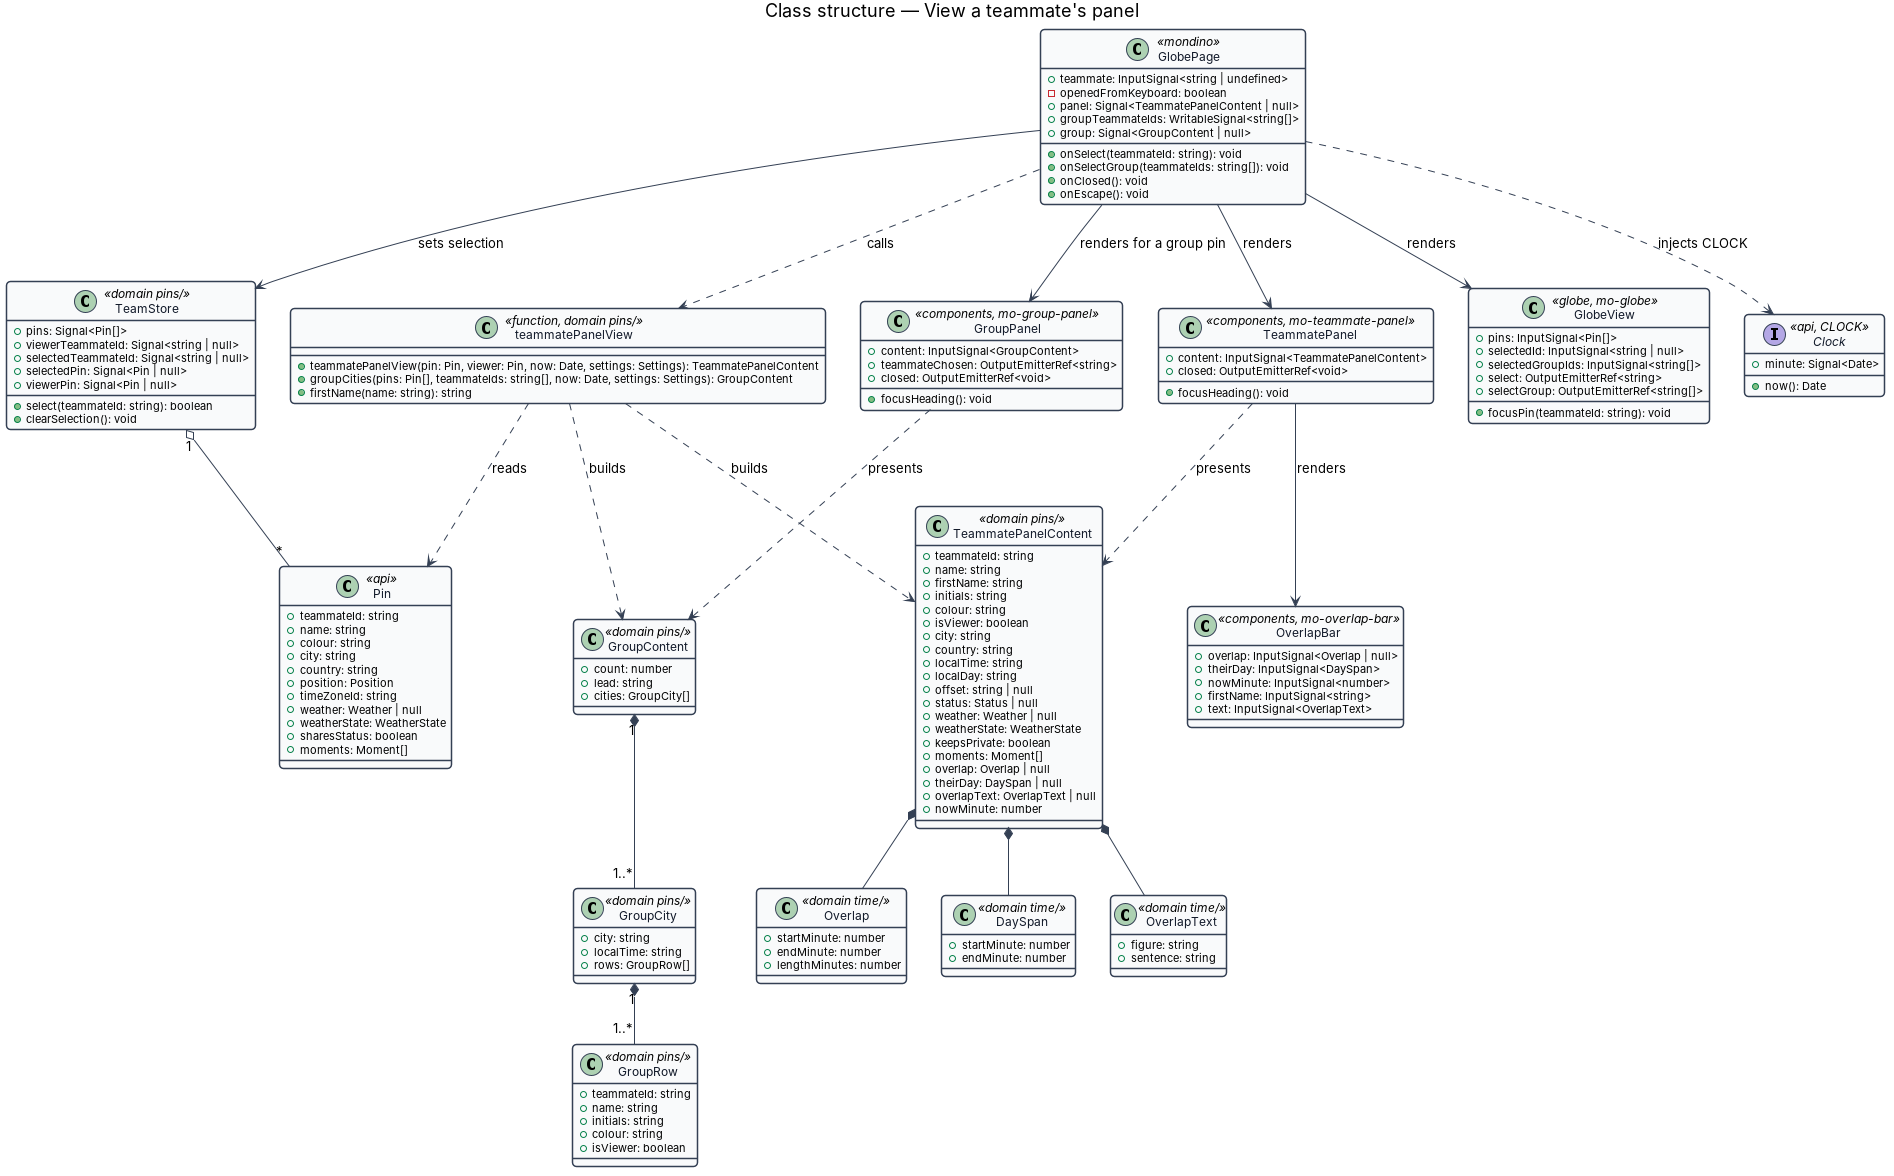 Class structure — View a teammate's panel
«mondino»
GlobePage
teammate: InputSignal<string | undefined>
openedFromKeyboard: boolean
panel: Signal<TeammatePanelContent | null>
groupTeammateIds: WritableSignal<string[]>
group: Signal<GroupContent | null>
onSelect(teammateId: string): void
onSelectGroup(teammateIds: string[]): void
onClosed(): void
onEscape(): void
sets selection
calls
renders for a group pin
renders
renders
injects CLOCK
«domain pins/»
TeamStore
pins: Signal<Pin[]>
viewerTeammateId: Signal<string | null>
selectedTeammateId: Signal<string | null>
selectedPin: Signal<Pin | null>
viewerPin: Signal<Pin | null>
select(teammateId: string): boolean
clearSelection(): void
«function, domain pins/»
teammatePanelView
teammatePanelView(pin: Pin, viewer: Pin, now: Date, settings: Settings): TeammatePanelContent
groupCities(pins: Pin[], teammateIds: string[], now: Date, settings: Settings): GroupContent
firstName(name: string): string
«components, mo-group-panel»
GroupPanel
content: InputSignal<GroupContent>
teammateChosen: OutputEmitterRef<string>
closed: OutputEmitterRef<void>
focusHeading(): void
«components, mo-teammate-panel»
TeammatePanel
content: InputSignal<TeammatePanelContent>
closed: OutputEmitterRef<void>
focusHeading(): void
«globe, mo-globe»
GlobeView
pins: InputSignal<Pin[]>
selectedId: InputSignal<string | null>
selectedGroupIds: InputSignal<string[]>
select: OutputEmitterRef<string>
selectGroup: OutputEmitterRef<string[]>
focusPin(teammateId: string): void
«api, CLOCK»
Clock
minute: Signal<Date>
now(): Date
1
*
reads
builds
builds
presents
presents
renders
«api»
Pin
teammateId: string
name: string
colour: string
city: string
country: string
position: Position
timeZoneId: string
weather: Weather | null
weatherState: WeatherState
sharesStatus: boolean
moments: Moment[]
«domain pins/»
GroupContent
count: number
lead: string
cities: GroupCity[]
«domain pins/»
TeammatePanelContent
teammateId: string
name: string
firstName: string
initials: string
colour: string
isViewer: boolean
city: string
country: string
localTime: string
localDay: string
offset: string | null
status: Status | null
weather: Weather | null
weatherState: WeatherState
keepsPrivate: boolean
moments: Moment[]
overlap: Overlap | null
theirDay: DaySpan | null
overlapText: OverlapText | null
nowMinute: number
«components, mo-overlap-bar»
OverlapBar
overlap: InputSignal<Overlap | null>
theirDay: InputSignal<DaySpan>
nowMinute: InputSignal<number>
firstName: InputSignal<string>
text: InputSignal<OverlapText>
1
1..*
«domain pins/»
GroupCity
city: string
localTime: string
rows: GroupRow[]
«domain time/»
Overlap
startMinute: number
endMinute: number
lengthMinutes: number
«domain time/»
DaySpan
startMinute: number
endMinute: number
«domain time/»
OverlapText
figure: string
sentence: string
1
1..*
«domain pins/»
GroupRow
teammateId: string
name: string
initials: string
colour: string
isViewer: boolean